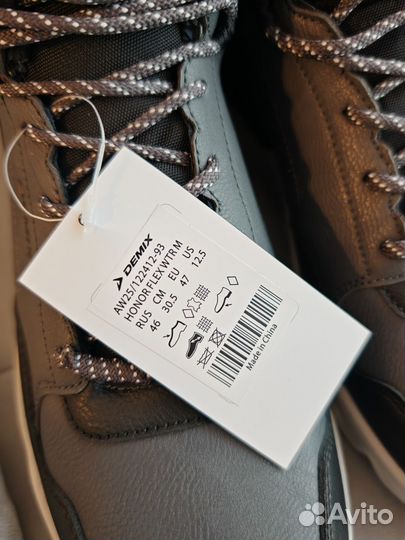 DEMIX
AW25/122412-93
HONOR FLEX WTR M
RUS CM EU US
46 30.5 47 12.5
Made in China
Avito